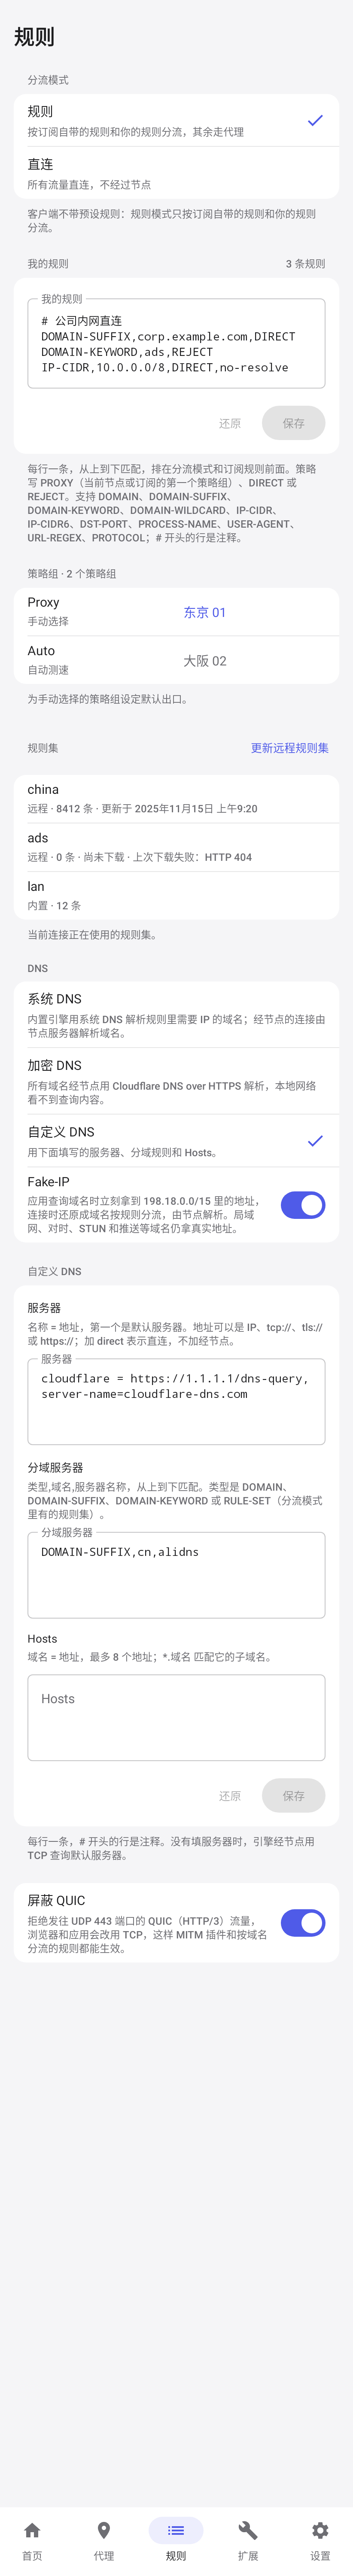 规则
分流模式
规则
按订阅自带的规则和你的规则分流，其余走代理
直连
所有流量直连，不经过节点
客户端不带预设规则：规则模式只按订阅自带的规则和你的规则
分流。
我的规则
3 条规则
我的规则
# 公司内网直连
DOMAIN-SUFFIX,corp.example.com,DIRECT
DOMAIN-KEYWORD,ads,REJECT
IP-CIDR,10.0.0.0/8,DIRECT,no-resolve
还原
保存
每行一条，从上到下匹配，排在分流模式和订阅规则前面。策略
写 PROXY（当前节点或订阅的第一个策略组）、DIRECT 或
REJECT。支持 DOMAIN、DOMAIN-SUFFIX、
DOMAIN-KEYWORD、DOMAIN-WILDCARD、IP-CIDR、
IP-CIDR6、DST-PORT、PROCESS-NAME、USER-AGENT、
URL-REGEX、PROTOCOL；# 开头的行是注释。
策略组 · 2 个策略组
Proxy
手动选择
东京 01
Auto
自动测速
大阪 02
为手动选择的策略组设定默认出口。
规则集
更新远程规则集
china
远程 · 8412 条 · 更新于 2025年11月15日 上午9:20
ads
远程 · 0 条 · 尚未下载 · 上次下载失败：HTTP 404
lan
内置 · 12 条
当前连接正在使用的规则集。
DNS
系统 DNS
内置引擎用系统 DNS 解析规则里需要 IP 的域名；经节点的连接由
节点服务器解析域名。
加密 DNS
所有域名经节点用 Cloudflare DNS over HTTPS 解析，本地网络
看不到查询内容。
自定义 DNS
用下面填写的服务器、分域规则和 Hosts。
Fake-IP
应用查询域名时立刻拿到 198.18.0.0/15 里的地址，
连接时还原成域名按规则分流，由节点解析。局域
网、对时、STUN 和推送等域名仍拿真实地址。
自定义 DNS
服务器
名称 = 地址，第一个是默认服务器。地址可以是 IP、tcp://、tls://
或 https://；加 direct 表示直连，不加经节点。
服务器
cloudflare = https://1.1.1.1/dns-query,
server-name=cloudflare-dns.com
分域服务器
类型,域名,服务器名称，从上到下匹配。类型是 DOMAIN、
DOMAIN-SUFFIX、DOMAIN-KEYWORD 或 RULE-SET（分流模式
里有的规则集）。
分域服务器
DOMAIN-SUFFIX,cn,alidns
Hosts
域名 = 地址，最多 8 个地址；*.域名 匹配它的子域名。
Hosts
还原
保存
每行一条，# 开头的行是注释。没有填服务器时，引擎经节点用
TCP 查询默认服务器。
屏蔽 QUIC
拒绝发往 UDP 443 端口的 QUIC（HTTP/3）流量，
浏览器和应用会改用 TCP，这样 MITM 插件和按域名
分流的规则都能生效。
首页
代理
规则
扩展
设置